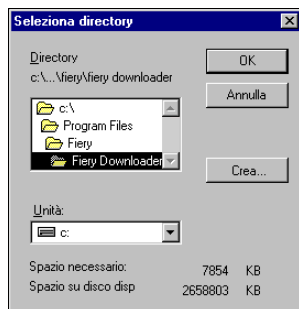 Seleziona directory
Directory
c:\...\fiery\fiery downloader
OK
Annulla
c:\
Program Files
Fiery
Fiery Downloader
Crea...
Unità:
c:
Spazio necessario: 7854 KB
Spazio su disco disp 2658803 KB